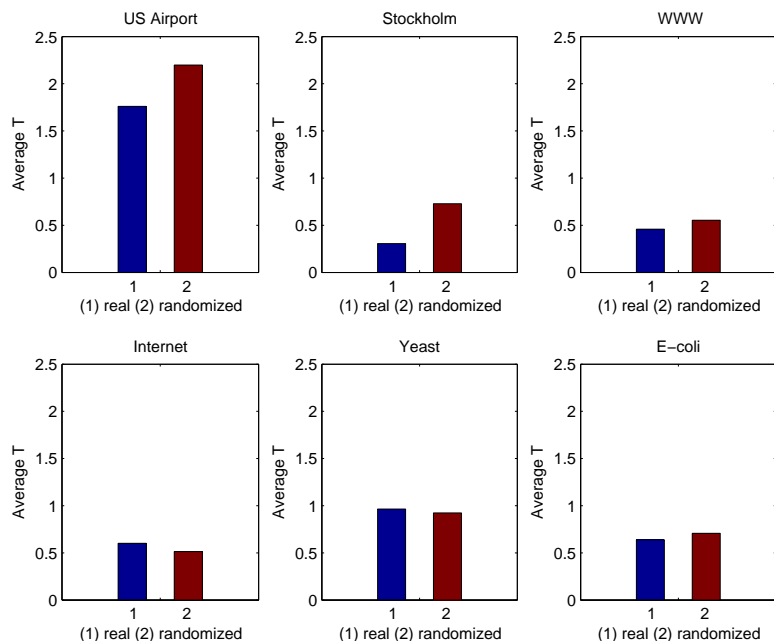 US Airport
2.5
2
1.5
1
0.5
0
Average T
1 2
(1) real (2) randomized
Stockholm
2.5
2
1.5
1
0.5
0
Average T
1 2
(1) real (2) randomized
WWW
2.5
2
1.5
1
0.5
0
Average T
1 2
(1) real (2) randomized
Internet
2.5
2
1.5
1
0.5
0
Average T
1 2
(1) real (2) randomized
Yeast
2.5
2
1.5
1
0.5
0
Average T
1 2
(1) real (2) randomized
E−coli
2.5
2
1.5
1
0.5
0
Average T
1 2
(1) real (2) randomized